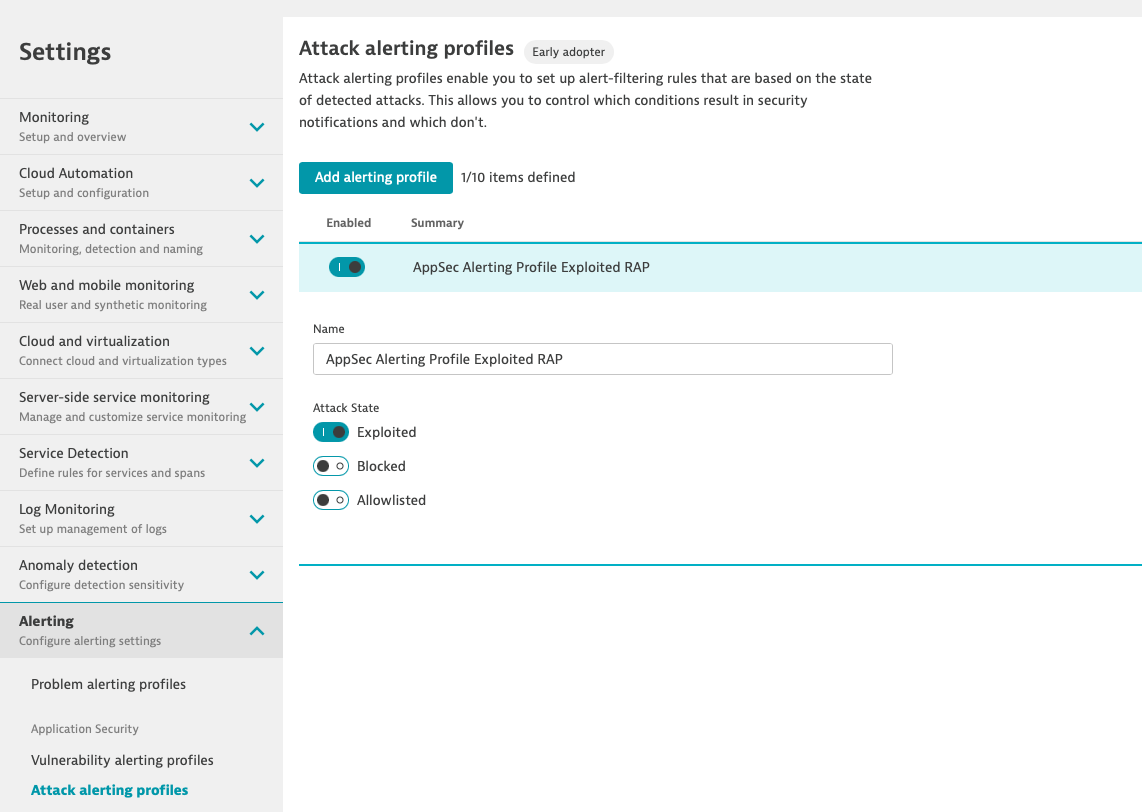 Settings
Monitoring
Setup and overview
Cloud Automation
Setup and configuration
Processes and containers
Monitoring, detection and naming
Web and mobile monitoring
Real user and synthetic monitoring
Cloud and virtualization
Connect cloud and virtualization types
Server-side service monitoring
Manage and customize service monitoring
Service Detection
Define rules for services and spans
Log Monitoring
Set up management of logs
Anomaly detection
Configure detection sensitivity
Alerting
Configure alerting settings
Problem alerting profiles
Application Security
Vulnerability alerting profiles
Attack alerting profiles
Attack alerting profiles Early adopter
Attack alerting profiles enable you to set up alert-filtering rules that are based on the state
of detected attacks. This allows you to control which conditions result in security
notifications and which don't.
Add alerting profile 1/10 items defined
Enabled Summary
AppSec Alerting Profile Exploited RAP
Name
AppSec Alerting Profile Exploited RAP
Attack State
Exploited
Blocked
Allowlisted